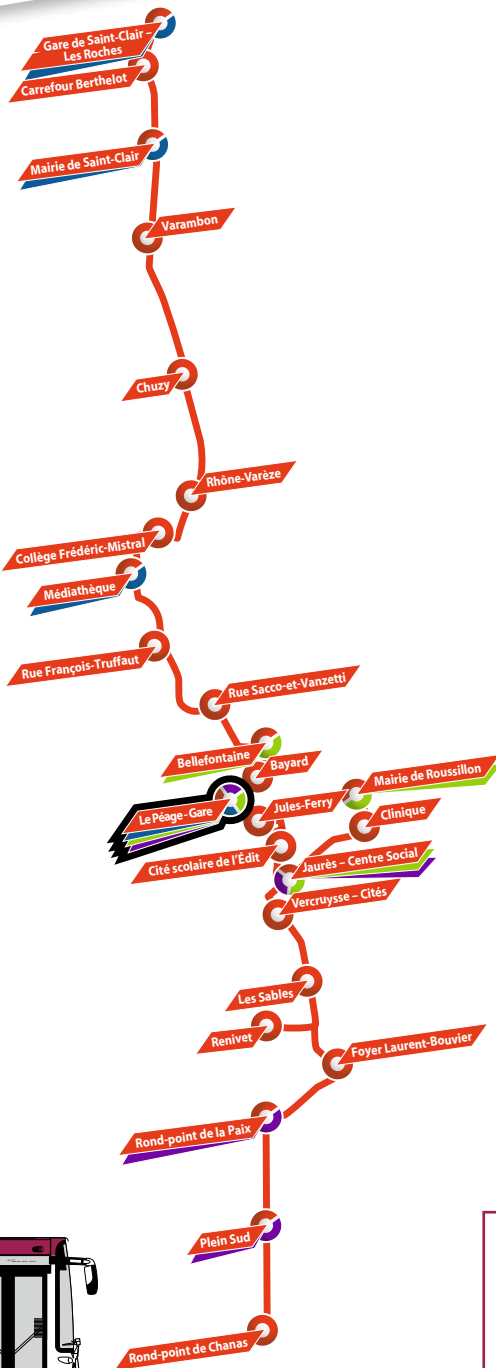 Gare de Saint-Clair –
Les Roches
Carrefour Berthelot
Mairie de Saint-Clair
Varambon
Chuzy
Rhône-Varèze
Collège Frédéric-Mistral
Médiathèque
Rue François-Truffaut
Rue Sacco-et-Vanzetti
Bellefontaine
Bayard
Mairie de Roussillon
Le Péage - Gare
Jules-Ferry
Clinique
Cité scolaire de l'Édit
Jaurès – Centre Social
Vercruysse – Cités
Les Sables
Renivet
Foyer Laurent-Bouvier
Rond-point de la Paix
Plein Sud
Rond-point de Chanas